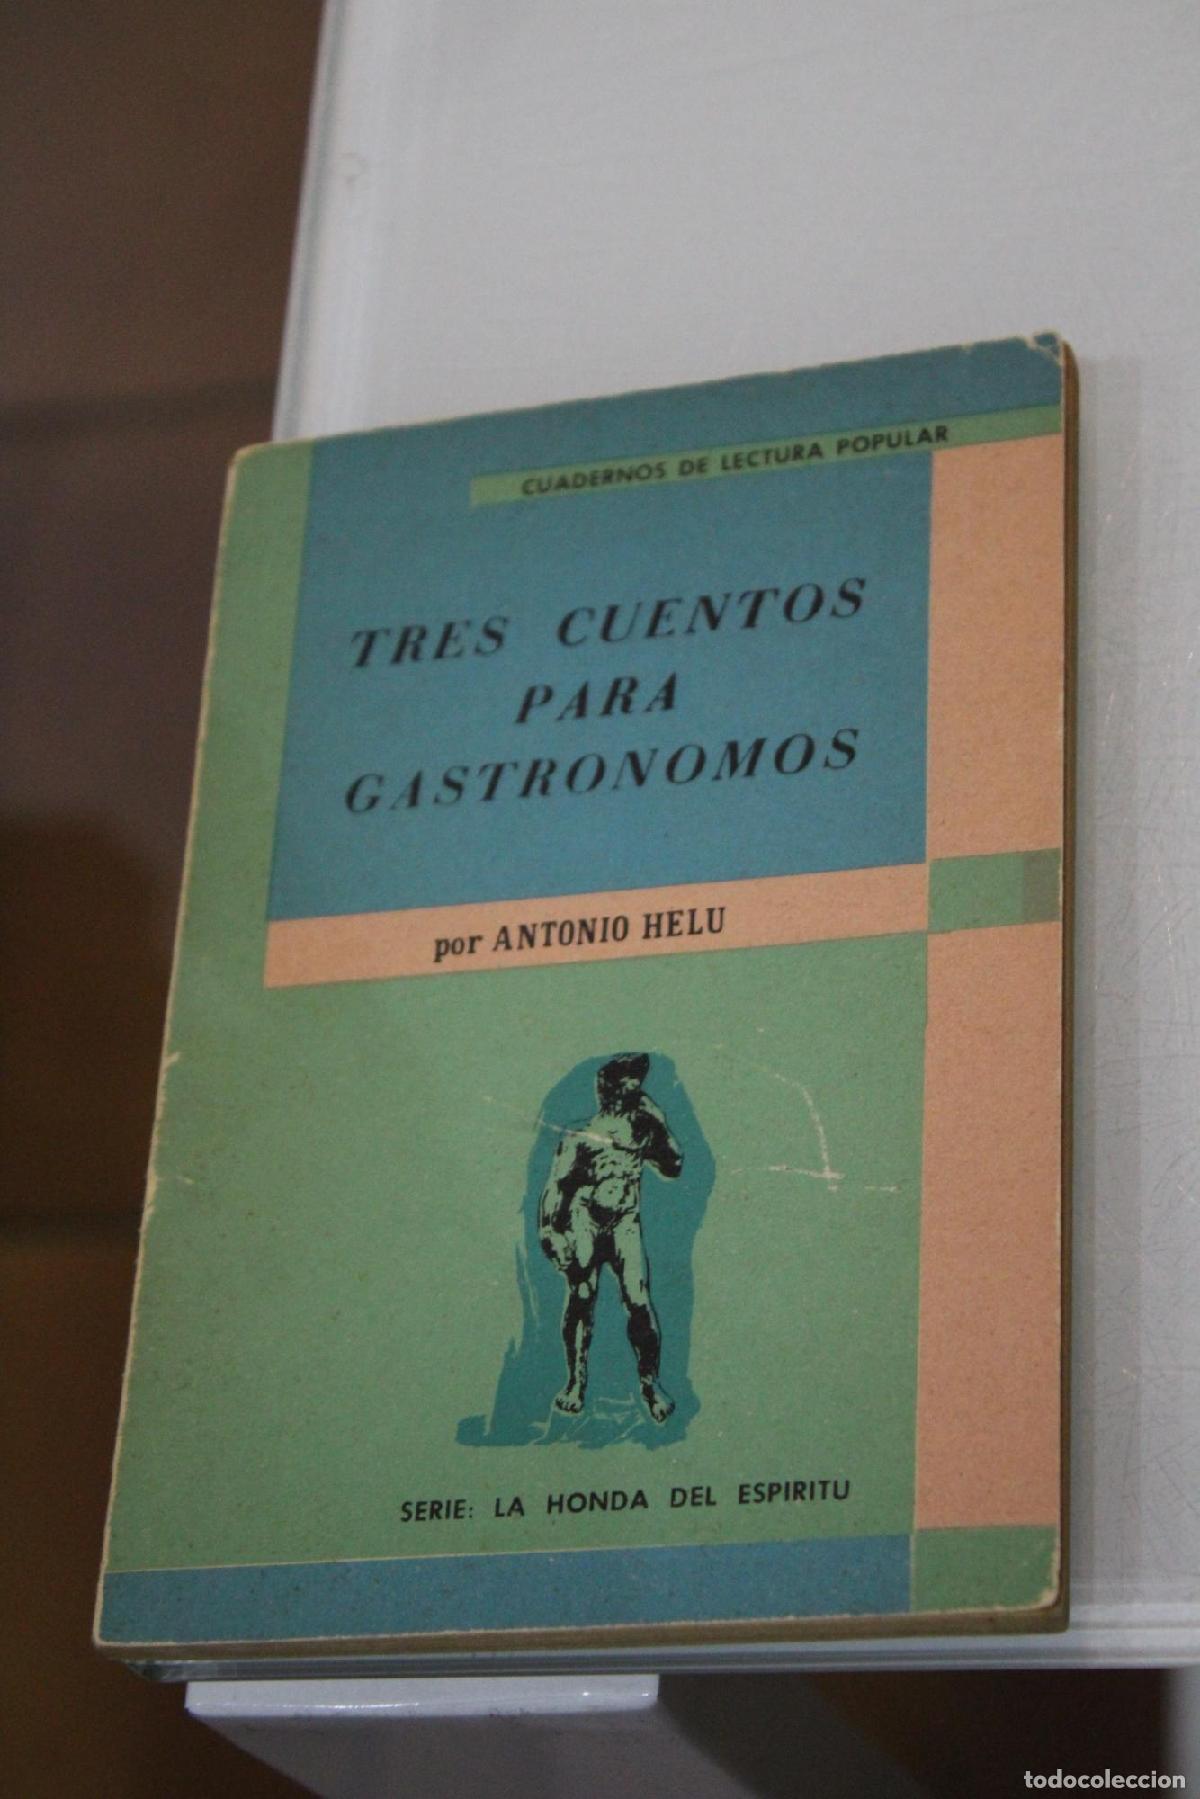 CUADERNOS DE LECTURA POPULAR
TRES CUENTOS
PARA
GASTRONOMOS
por ANTONIO HELU
SERIE: LA HONDA DEL ESPIRITU
todocoleccion